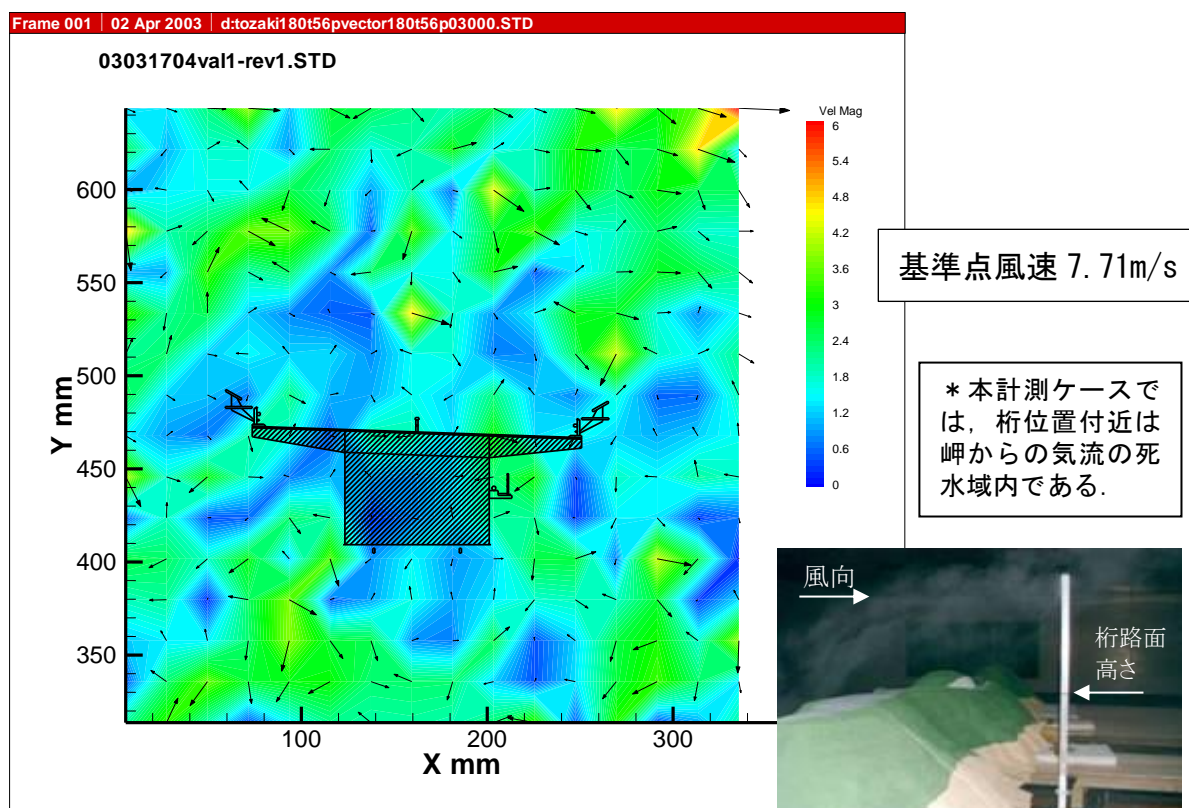 Frame 001 | 02 Apr 2003 | d:tozaki180t56pvector180t56p03000.STD
03031704val1-rev1.STD
Vel Mag
6
5.4
4.8
4.2
3.6
3
2.4
1.8
1.2
0.6
0
Y mm
600
550
500
450
400
350
100
200
300
X mm
基準点風速 7.71m/s
*本計測ケースで
は，桁位置付近は
岬からの気流の死
水域内である.
風向
桁路面
高さ